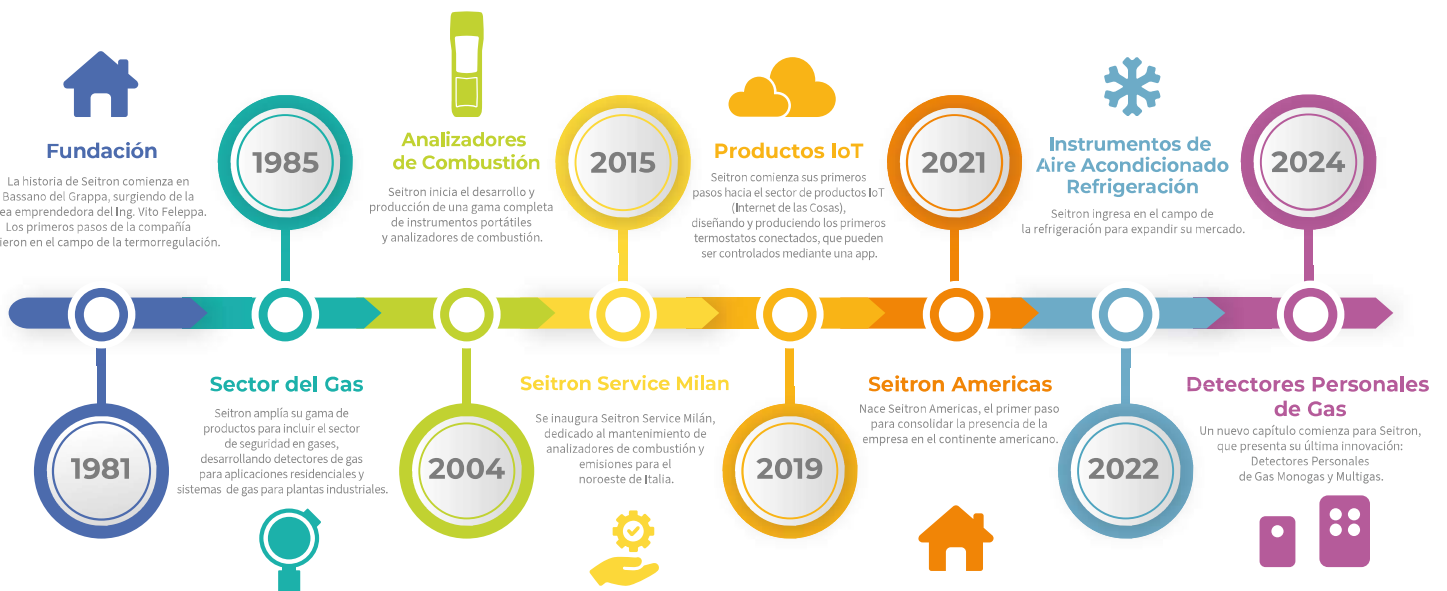 Fundación
La historia de Seitron comienza en
Bassano del Grappa, surgiendo de la
emprendedora del Ing. Vito Feleppa.
Los primeros pasos de la compañía
en el campo de la termorregulación.
1981
1985
Sector del Gas
Seitron amplía su gama de
productos para incluir el sector
de seguridad en gases,
desarrollando detectores de gas
para aplicaciones residenciales y
sistemas de gas para plantas industriales.
Analizadores
de Combustión
Seitron inicia el desarrollo y
producción de una gama completa
de instrumentos portátiles
y analizadores de combustión.
2004
2015
Seitron Service Milan
Se inaugura Seitron Service Milán,
dedicado al mantenimiento de
analizadores de combustión y
emisiones para el
noroeste de Italia.
Productos IoT
Seitron comienza sus primeros
pasos hacia el sector de productos IoT
(Internet de las Cosas),
diseñando y produciendo los primeros
termostatos conectados, que pueden
ser controlados mediante una app.
2019
2021
Seitron Americas
Nace Seitron Americas, el primer paso
para consolidar la presencia de la
empresa en el continente americano.
Instrumentos de
Aire Acondicionado
Refrigeración
Seitron ingresa en el campo de
la refrigeración para expandir su mercado.
2022
2024
Detectores Personales
de Gas
Un nuevo capítulo comienza para Seitron,
que presenta su última innovación:
Detectores Personales
de Gas Monogas y Multigas.